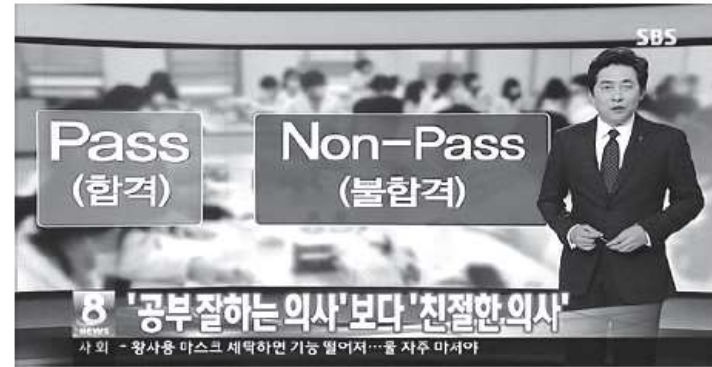 SBS
Pass
(합격)
Non-Pass
(불합격)
8
NEWS
'공부 잘하는 의사'보다 '친절한 의사'
사회 - 황사용 마스크 세탁하면 기능 떨어져…물 자주 마셔야